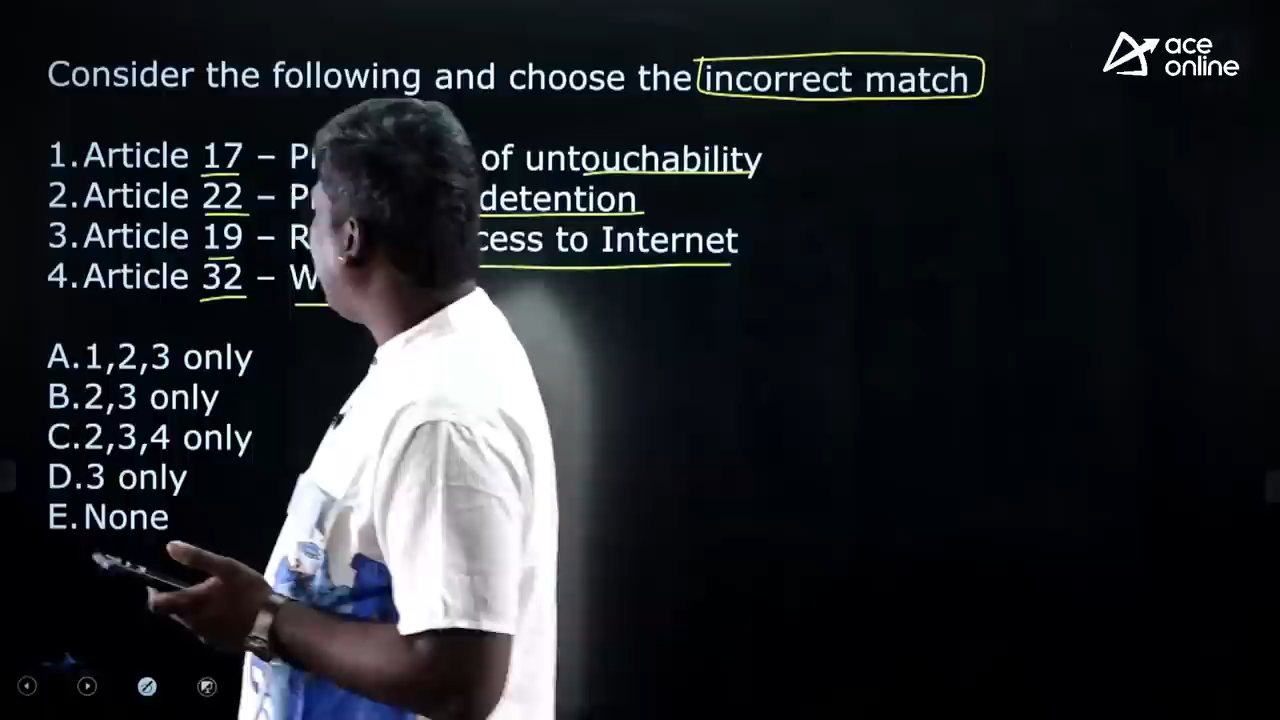 ace
online
Consider the following and choose the incorrect match
1. Article 17 – of untouchability
2. Article 22 – detention
3. Article 19 – to Internet
4. Article 32 –
A. 1,2,3 only
B. 2,3 only
C. 2,3,4 only
D. 3 only
E. None